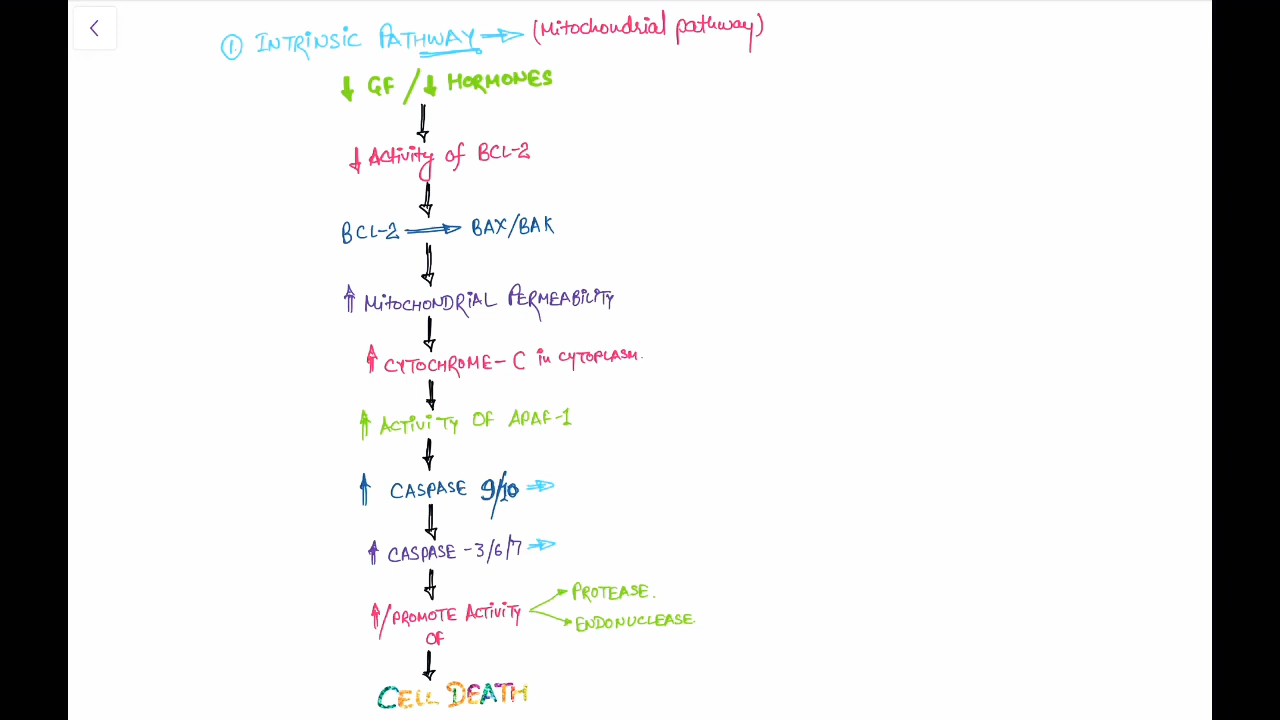 ① INTRINSIC PATHWAY → (Mitochondrial pathway)
↓ GF / ↓ HORMONES
↓ Activity of BCL-2
BCL-2 → BAX/BAK
↑ MitOCHONDRIAL PERMEABILITY
↑ CYTOCHROME - C in CYTOPLASM.
↑ ACTIVITY OF APAF-1
↑ CASPASE 9/10 →
↑ CASPASE -3/6/7 →
↑/PROMOTE ACTIVITY OF
PROTEASE.
ENDONUCLEASE
CELL DEATH